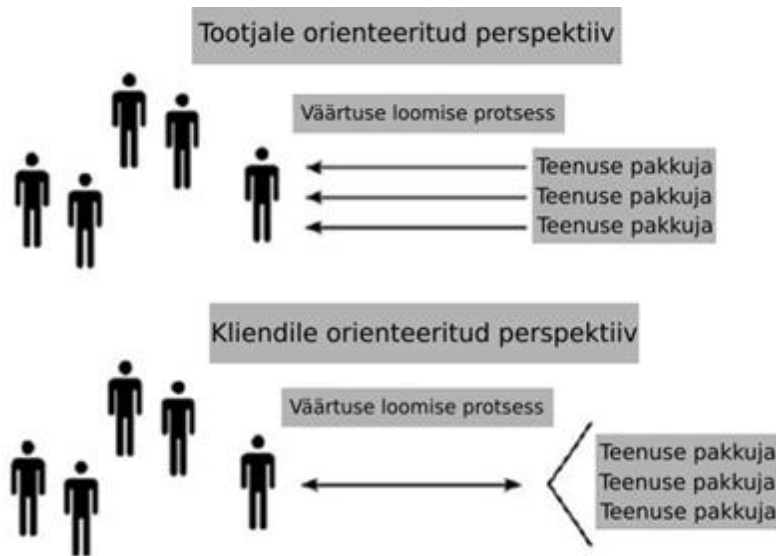 Tootjale orienteeritud perspektiiv
Väärtuse loomise protsess
Teenuse pakkuja
Teenuse pakkuja
Teenuse pakkuja
Kliendile orienteeritud perspektiiv
Väärtuse loomise protsess
Teenuse pakkuja
Teenuse pakkuja
Teenuse pakkuja